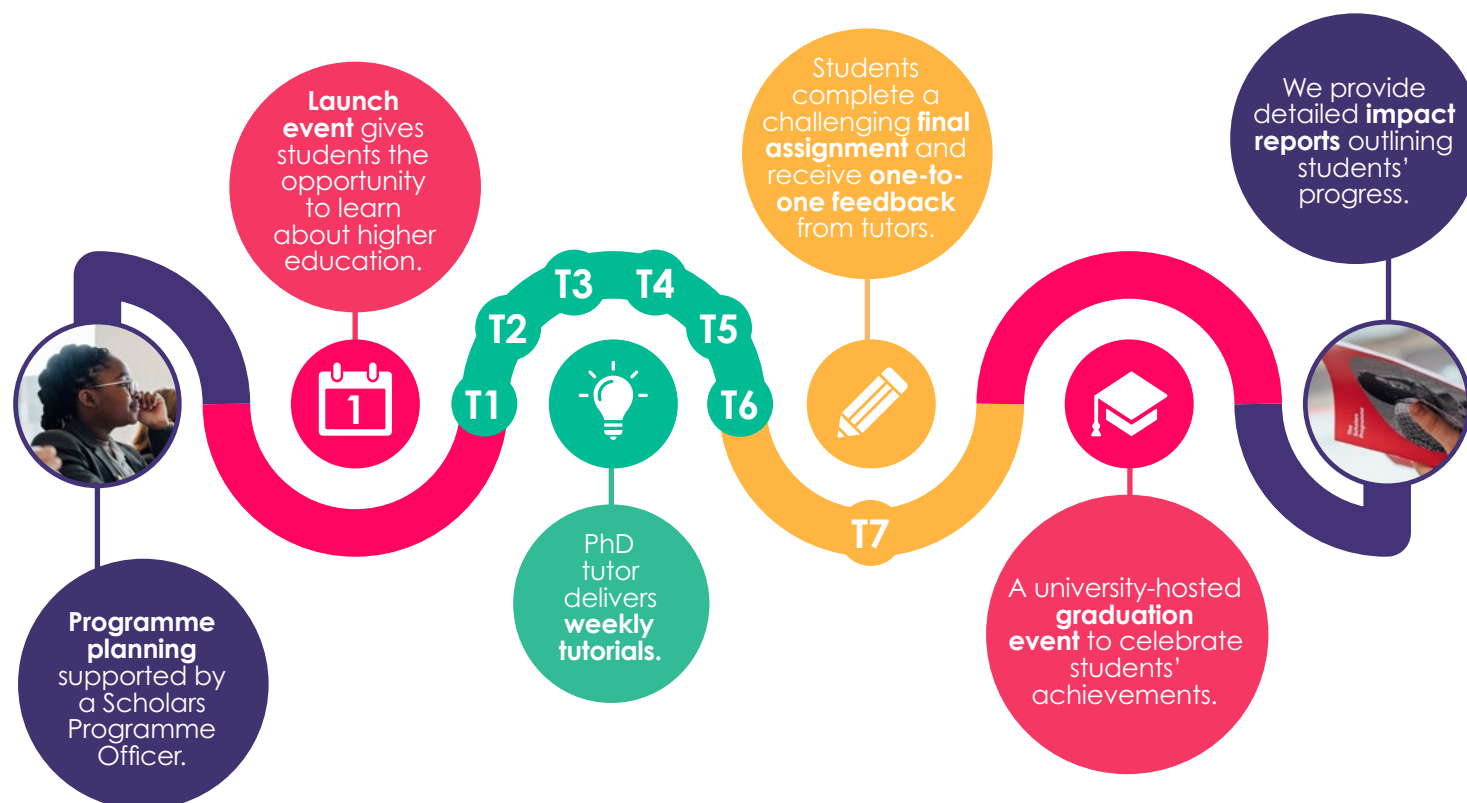 Programme
planning
supported by
a Scholars
Programme
Officer.
Launch
event gives
students the
opportunity
to learn
about higher
education.
1
T1
T2
T3
T4
T5
T6
PhD
tutor
delivers
weekly
tutorials.
Students
complete a
challenging final
assignment and
receive one-to-
one feedback
from tutors.
T7
A university-hosted
graduation
event to celebrate
students'
achievements.
We provide
detailed impact
reports outlining
students'
progress.
The
Scholars
Programme